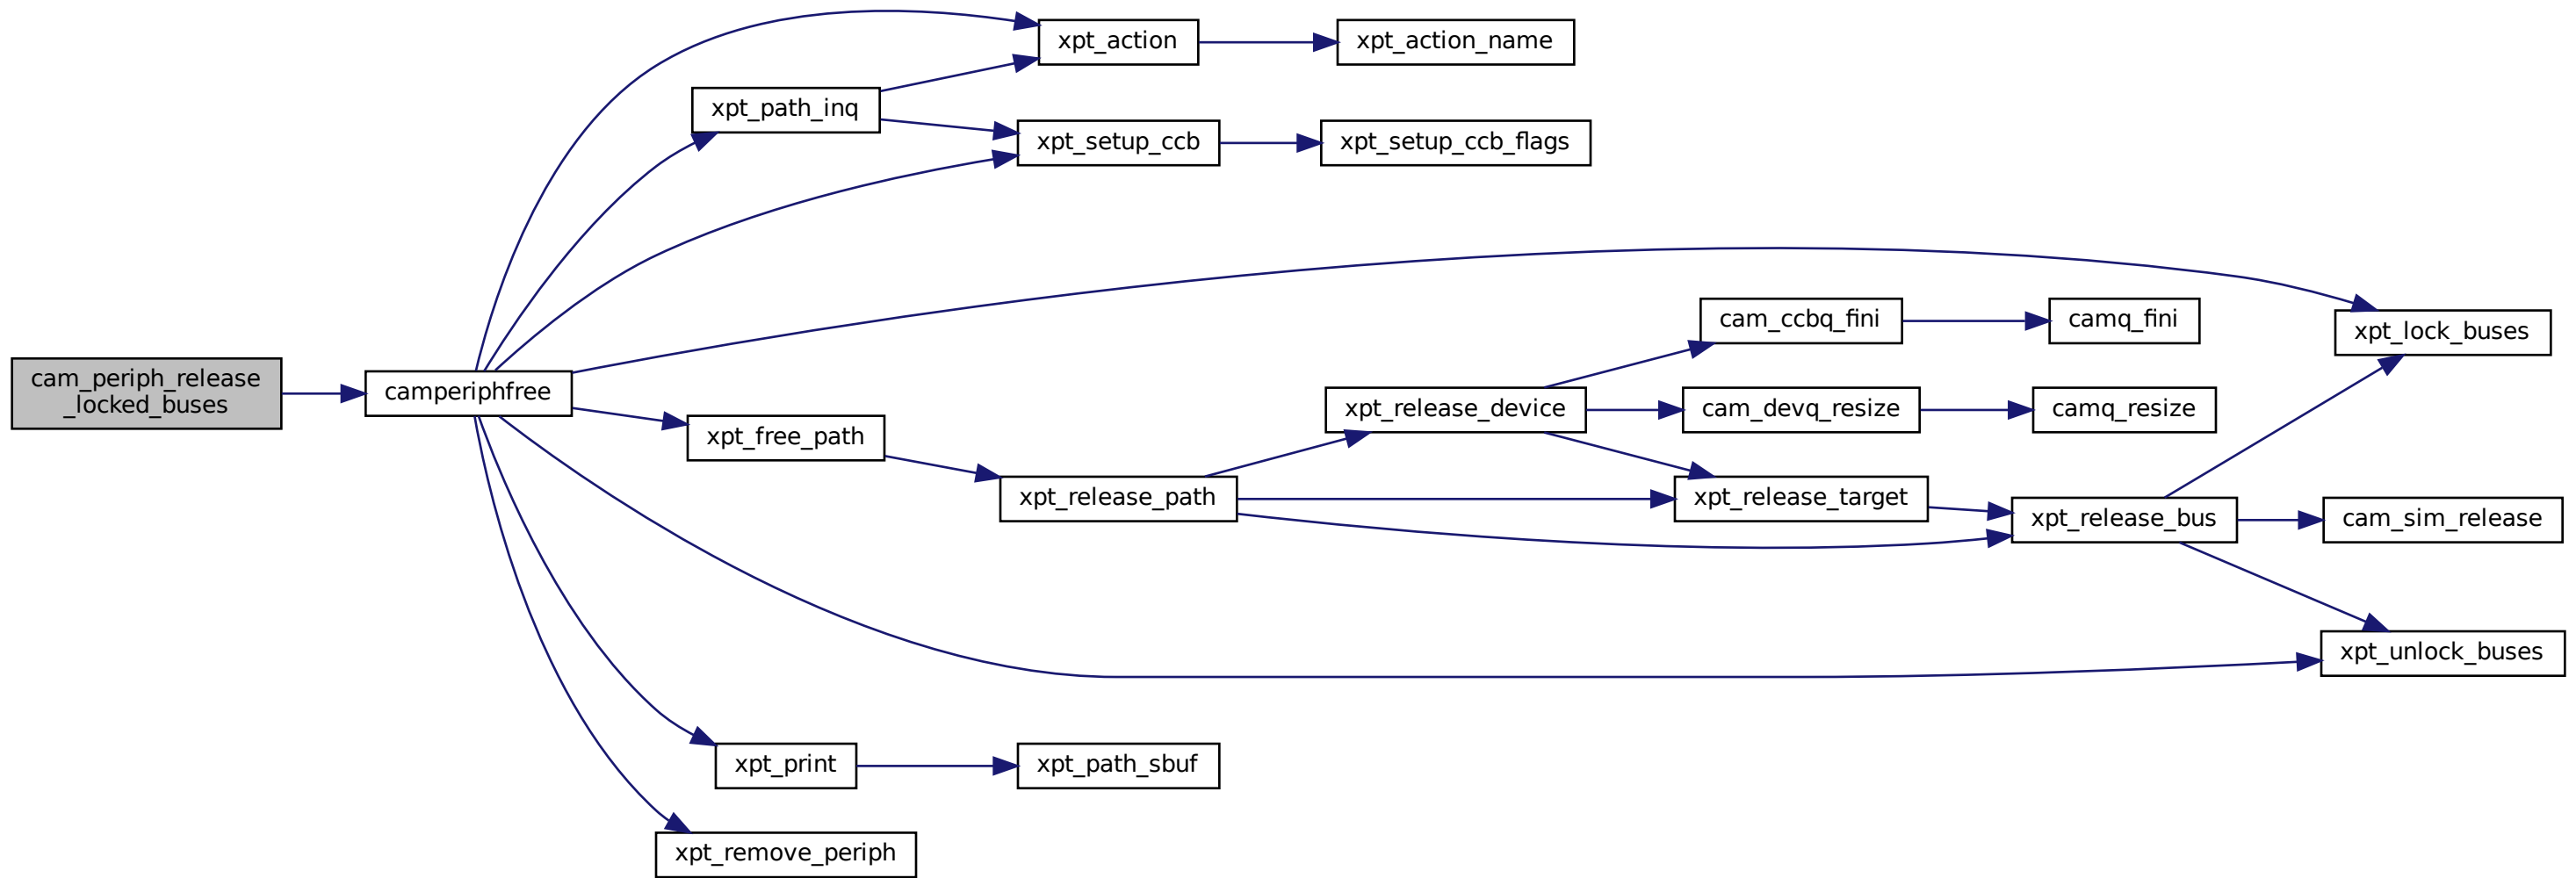 cam_periph_release
_locked_buses
camperiphfree
xpt_action
xpt_action_name
xpt_path_inq
xpt_setup_ccb
xpt_setup_ccb_flags
xpt_lock_buses
xpt_free_path
xpt_release_path
xpt_release_device
cam_ccbq_fini
camq_fini
cam_devq_resize
camq_resize
xpt_release_target
xpt_release_bus
cam_sim_release
xpt_unlock_buses
xpt_print
xpt_path_sbuf
xpt_remove_periph